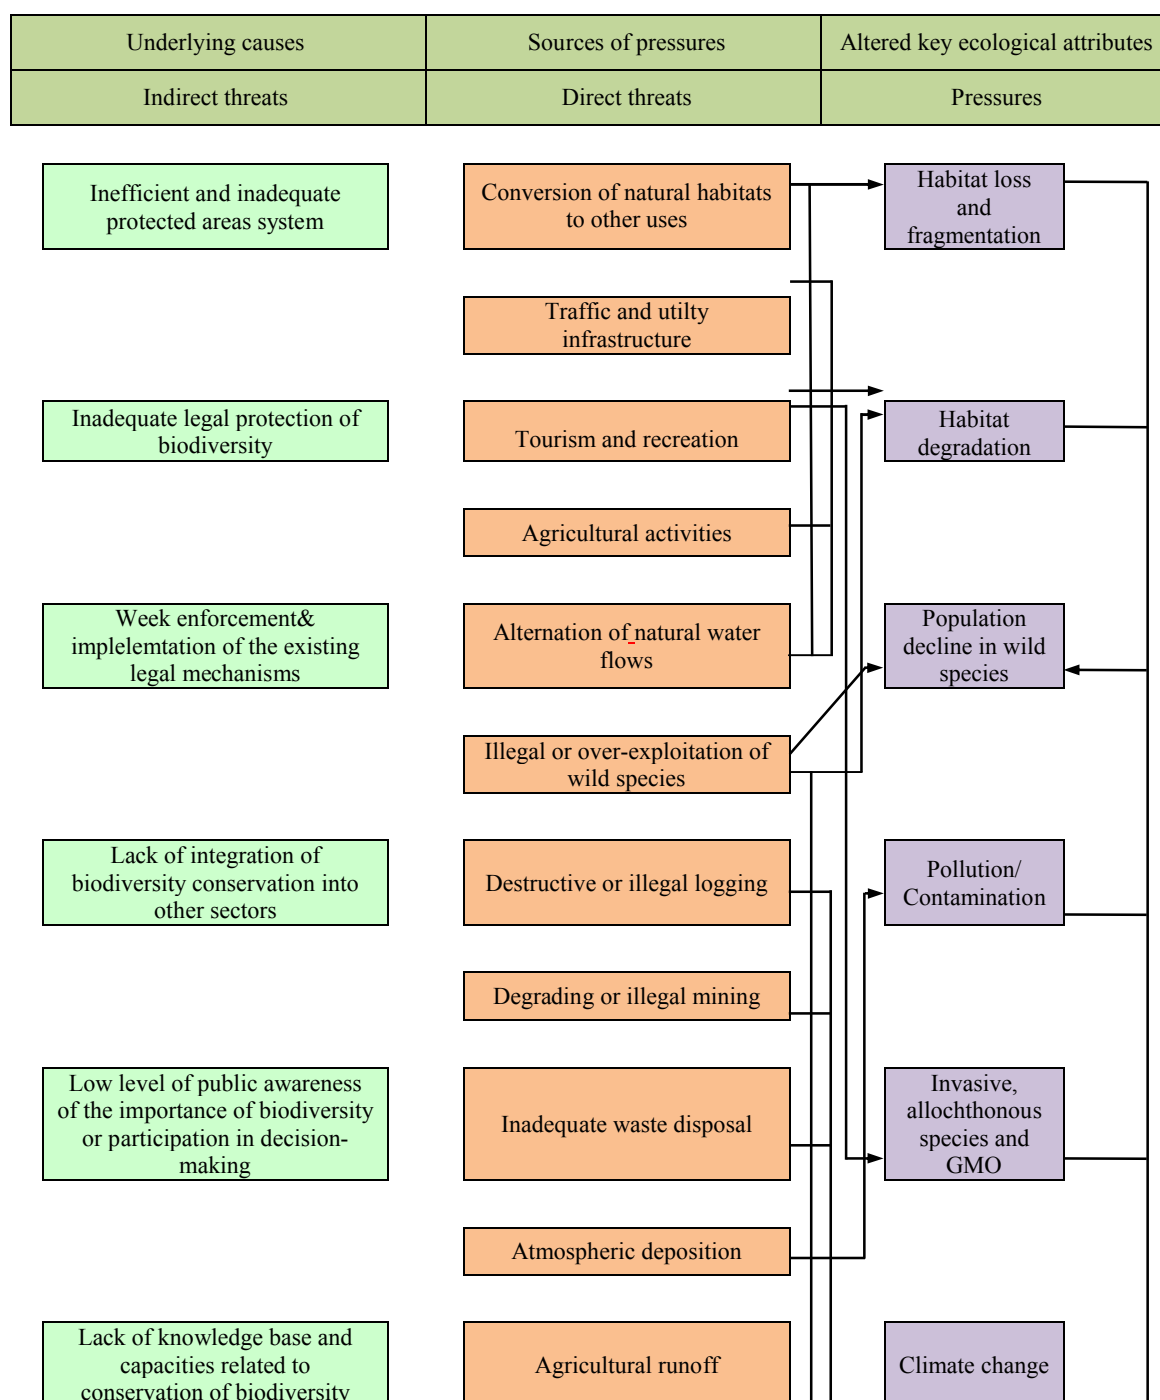 Underlying causes
Sources of pressures
Altered key ecological attributes
Indirect threats
Direct threats
Pressures
Inefficient and inadequate
protected areas system
Conversion of natural habitats
to other uses
Habitat loss
and
fragmentation
Traffic and utilty
infrastructure
Inadequate legal protection of
biodiversity
Tourism and recreation
Habitat
degradation
Agricultural activities
Week enforcement&
implelemtation of the existing
legal mechanisms
Alternation of natural water
flows
Population
decline in wild
species
Illegal or over-exploitation of
wild species
Lack of integration of
biodiversity conservation into
other sectors
Destructive or illegal logging
Pollution/
Contamination
Degrading or illegal mining
Low level of public awareness
of the importance of biodiversity
or participation in decision-
making
Inadequate waste disposal
Invasive,
allochthonous
species and
GMO
Atmospheric deposition
Lack of knowledge base and
capacities related to
conservation of biodiversity
Agricultural runoff
Climate change